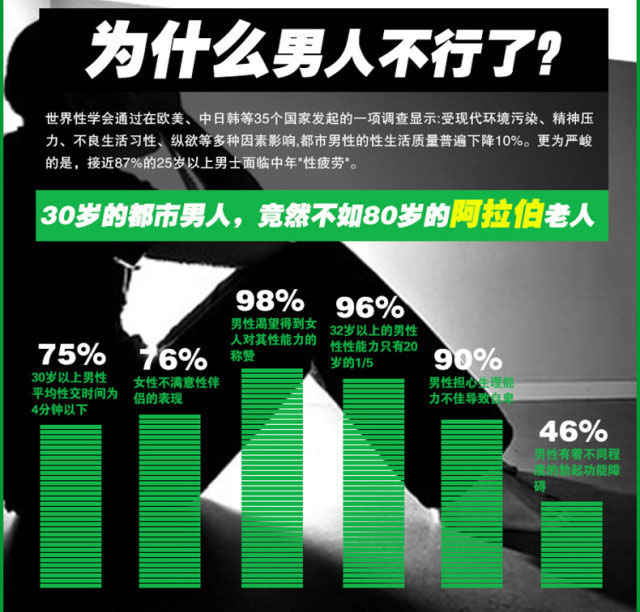 为什么男人不行了?
世界性学会通过在欧美、中日韩等35个国家发起的一项调查显示:受现代环境污染、精神压
力、不良生活习性、纵欲等多种因素影响,都市男性的性生活质量普遍下降10%。更为严峻
的是，接近87%的25岁以上男士面临中年"性疲劳"。
30岁的都市男人，竟然不如80岁的阿拉伯老人
75%
30岁以上男性
平均性交时间为
4分钟以下
76%
女性不满意性伴
侣的表现
98%
男性渴望得到女
人对其性能力的
称赞
96%
32岁以上的男性
性性能力只有20
岁的1/5
90%
男性担心生理能
力不佳导致自卑
46%
男性有着不同程
度的勃起功能障
碍